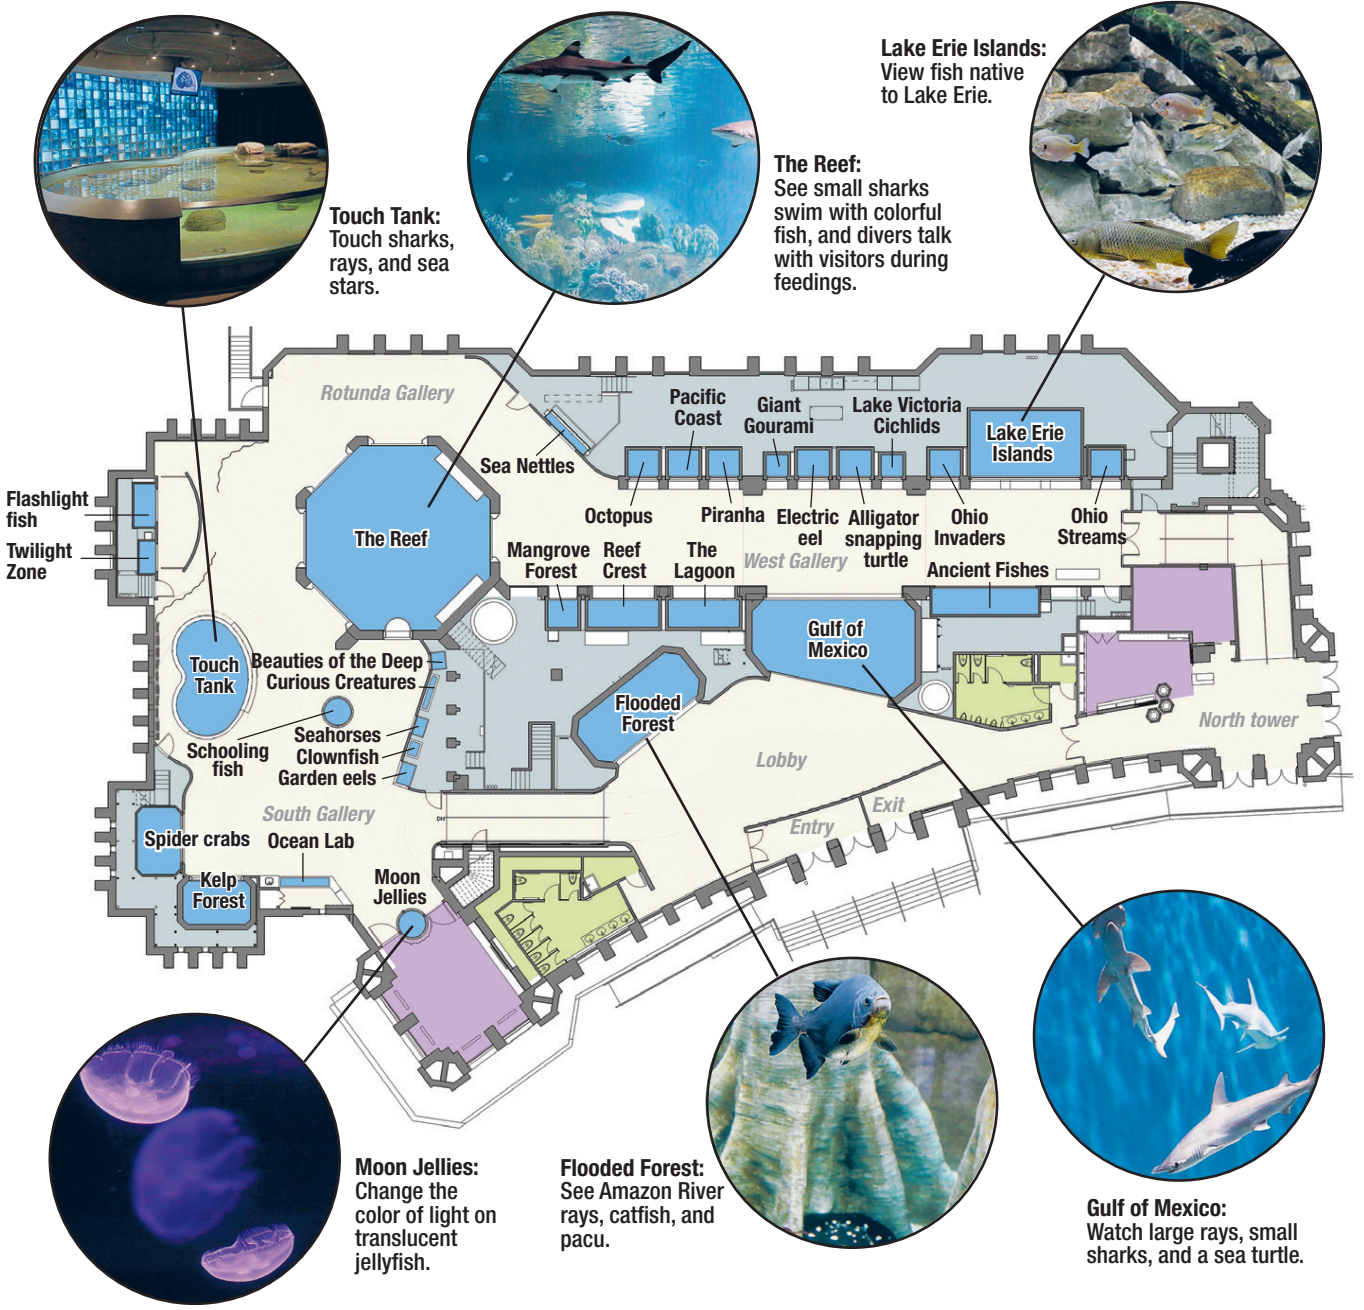 Lake Erie Islands:
View fish native
to Lake Erie.
The Reef:
See small sharks
swim with colorful
fish, and divers talk
with visitors during
feedings.
Touch Tank:
Touch sharks,
rays, and sea
stars.
Rotunda Gallery
Pacific
Coast
Giant
Gourami
Lake Victoria
Cichlids
Lake Erie
Islands
Sea Nettles
Flashlight
fish
Twilight
Zone
The Reef
Octopus
Piranha
Electric
eel
Alligator
snapping
turtle
Ohio
Invaders
Ohio
Streams
Mangrove
Forest
Reef
Crest
The
Lagoon
West Gallery
Ancient Fishes
Gulf of
Mexico
Touch
Tank
Beauties of the Deep
Curious Creatures
Flooded
Forest
Schooling
fish
Seahorses
Clownfish
Garden eels
Lobby
North tower
South Gallery
DN
Entry
Exit
Spider crabs
Ocean Lab
Kelp
Forest
Moon
Jellies
Moon Jellies:
Change the
color of light on
translucent
jellyfish.
Flooded Forest:
See Amazon River
rays, catfish, and
pacu.
Gulf of Mexico:
Watch large rays, small
sharks, and a sea turtle.